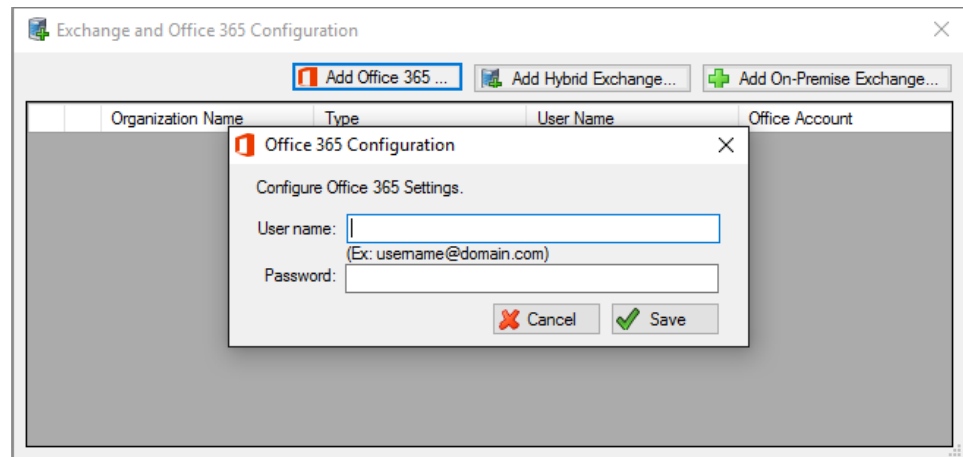 Exchange and Office 365 Configuration
Add Office 365 ... Add Hybrid Exchange... Add On-Premise Exchange...
Organization Name Type User Name Office Account
Office 365 Configuration
Configure Office 365 Settings.
User name:
(Ex: username@domain.com)
Password:
Cancel Save